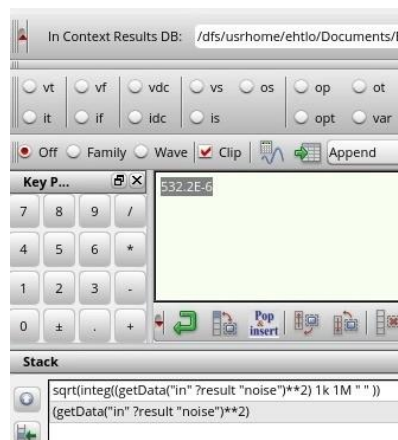 In Context Results DB: /dfs/usrhome/ehtlo/Documents/
vt vf vdc vs os op ot
it if idc is opt var
Off Family Wave Clip Append
Key P...
532.2E-6
7 8 9 /
4 5 6 *
1 2 3 -
0 ± . +
Pop & insert
Stack
sqrt(integ((getData("in" ?result "noise")**2) 1k 1M " " ))
(getData("in" ?result "noise")**2)